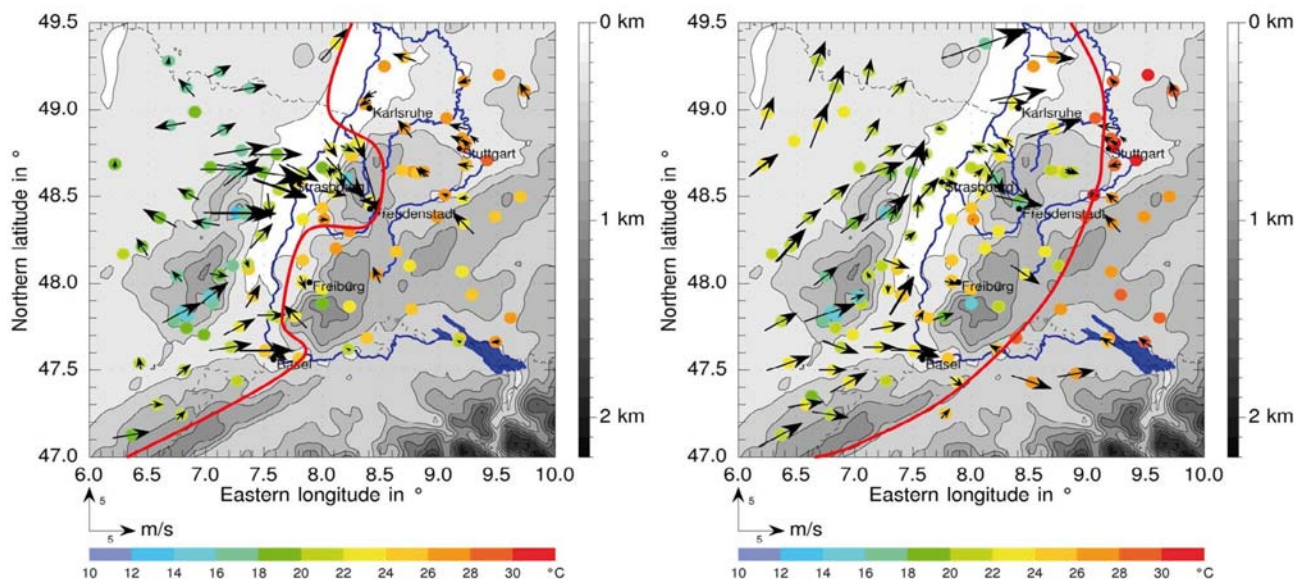 49.5
49.0
48.5
48.0
47.5
47.0
Northern latitude in °
Karlsruhe
Stuttgart
Strasbourg
Freudenstadt
Freiburg
Basel
6.0 6.5 7.0 7.5 8.0 8.5 9.0 9.5 10.0
Eastern longitude in °
0 km
1 km
2 km
5
5 m/s
10 12 14 16 18 20 22 24 26 28 30 °C
49.5
49.0
48.5
48.0
47.5
47.0
Northern latitude in °
Karlsruhe
Stuttgart
Strasbourg
Freudenstadt
Freiburg
Basel
6.0 6.5 7.0 7.5 8.0 8.5 9.0 9.5 10.0
Eastern longitude in °
0 km
1 km
2 km
5
5 m/s
10 12 14 16 18 20 22 24 26 28 30 °C